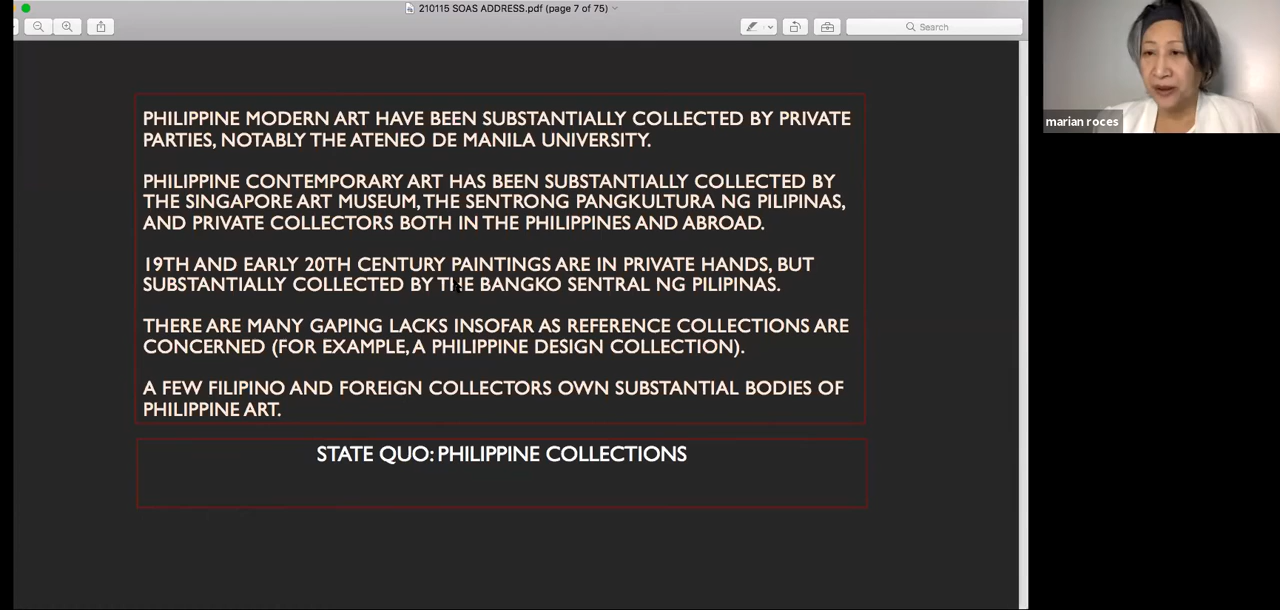 210115 SOAS ADDRESS.pdf (page 7 of 75)
Search
PHILIPPINE MODERN ART HAVE BEEN SUBSTANTIALLY COLLECTED BY PRIVATE
PARTIES, NOTABLY THE ATENEO DE MANILA UNIVERSITY.
PHILIPPINE CONTEMPORARY ART HAS BEEN SUBSTANTIALLY COLLECTED BY
THE SINGAPORE ART MUSEUM, THE SENTRONG PANGKULTURA NG PILIPINAS,
AND PRIVATE COLLECTORS BOTH IN THE PHILIPPINES AND ABROAD.
19TH AND EARLY 20TH CENTURY PAINTINGS ARE IN PRIVATE HANDS, BUT
SUBSTANTIALLY COLLECTED BY THE BANGKO SENTRAL NG PILIPINAS.
THERE ARE MANY GAPING LACKS INSOFAR AS REFERENCE COLLECTIONS ARE
CONCERNED (FOR EXAMPLE, A PHILIPPINE DESIGN COLLECTION).
A FEW FILIPINO AND FOREIGN COLLECTORS OWN SUBSTANTIAL BODIES OF
PHILIPPINE ART.
STATE QUO: PHILIPPINE COLLECTIONS
marian roces